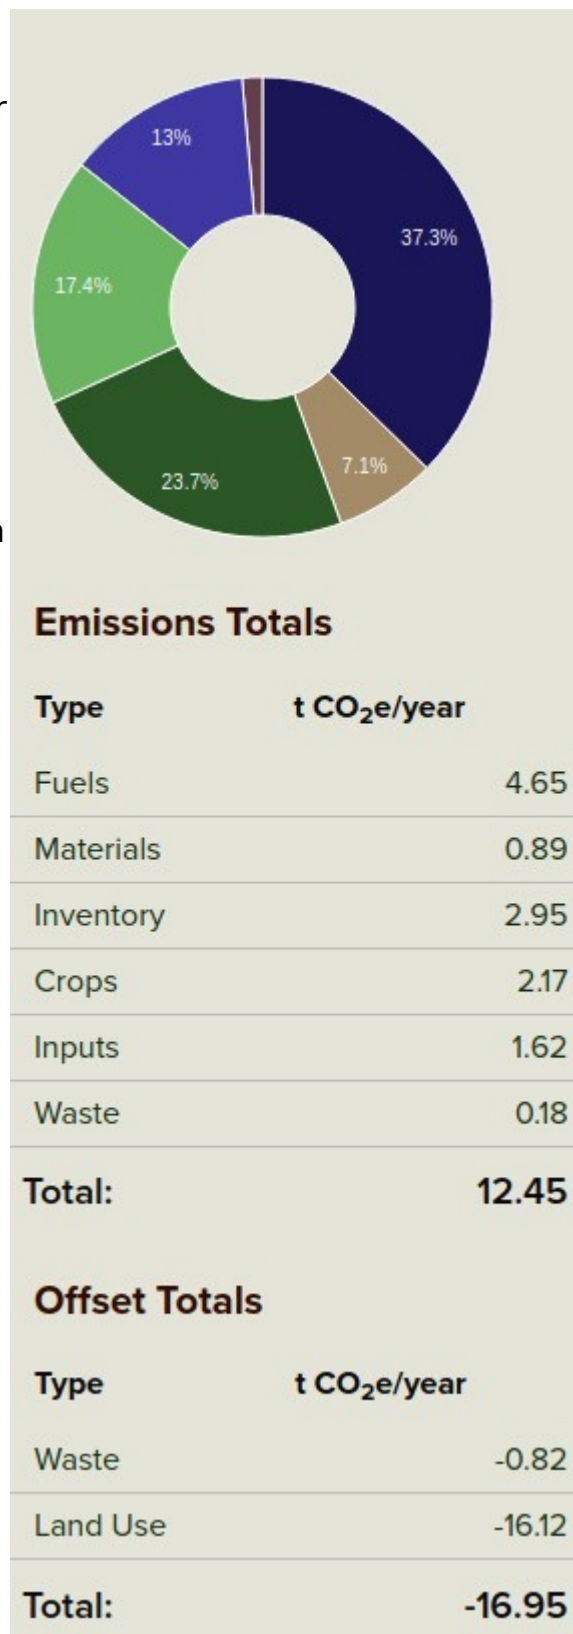 r
13%
37.3%
17.4%
7.1%
23.7%
n
Emissions Totals
Type t CO₂e/year
Fuels 4.65
Materials 0.89
Inventory 2.95
Crops 2.17
Inputs 1.62
Waste 0.18
Total: 12.45
Offset Totals
Type t CO₂e/year
Waste -0.82
Land Use -16.12
Total: -16.95